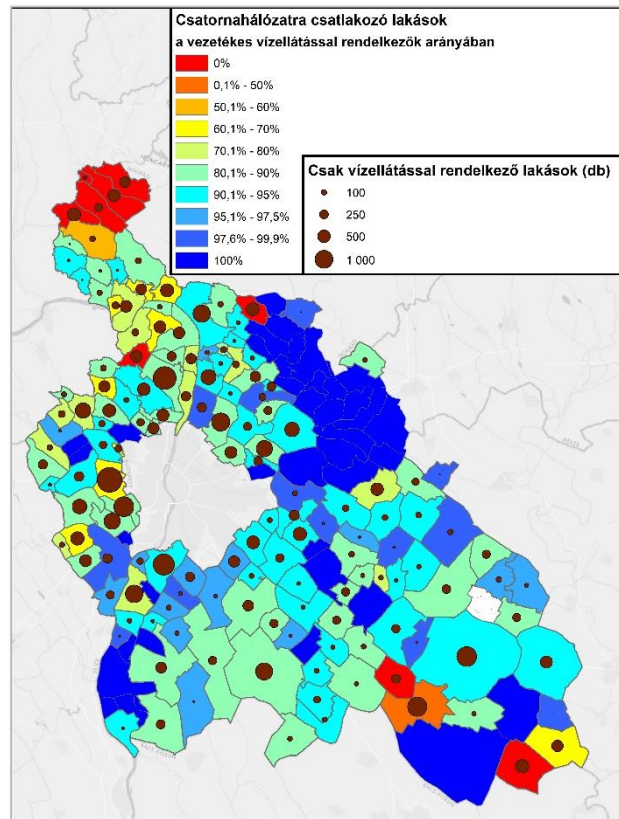 Csatornahálózatra csatlakozó lakások
a vezetékes vízellátással rendelkezők arányában
0%
0,1% - 50%
50,1% - 60%
60,1% - 70%
70,1% - 80%
80,1% - 90%
90,1% - 95%
95,1% - 97,5%
97,6% - 99,9%
100%
Csak vízellátással rendelkező lakások (db)
100
250
500
1 000